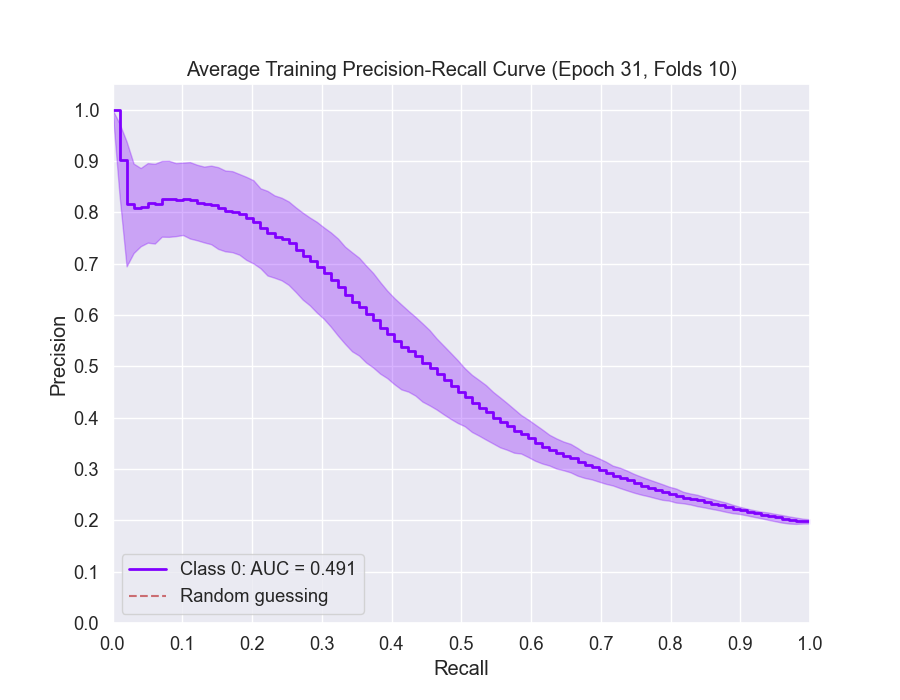 Average Training Precision-Recall Curve (Epoch 31, Folds 10)
Precision
1.0
0.9
0.8
0.7
0.6
0.5
0.4
0.3
0.2
0.1
0.0
Class 0: AUC = 0.491
Random guessing
0.0 0.1 0.2 0.3 0.4 0.5 0.6 0.7 0.8 0.9 1.0
Recall